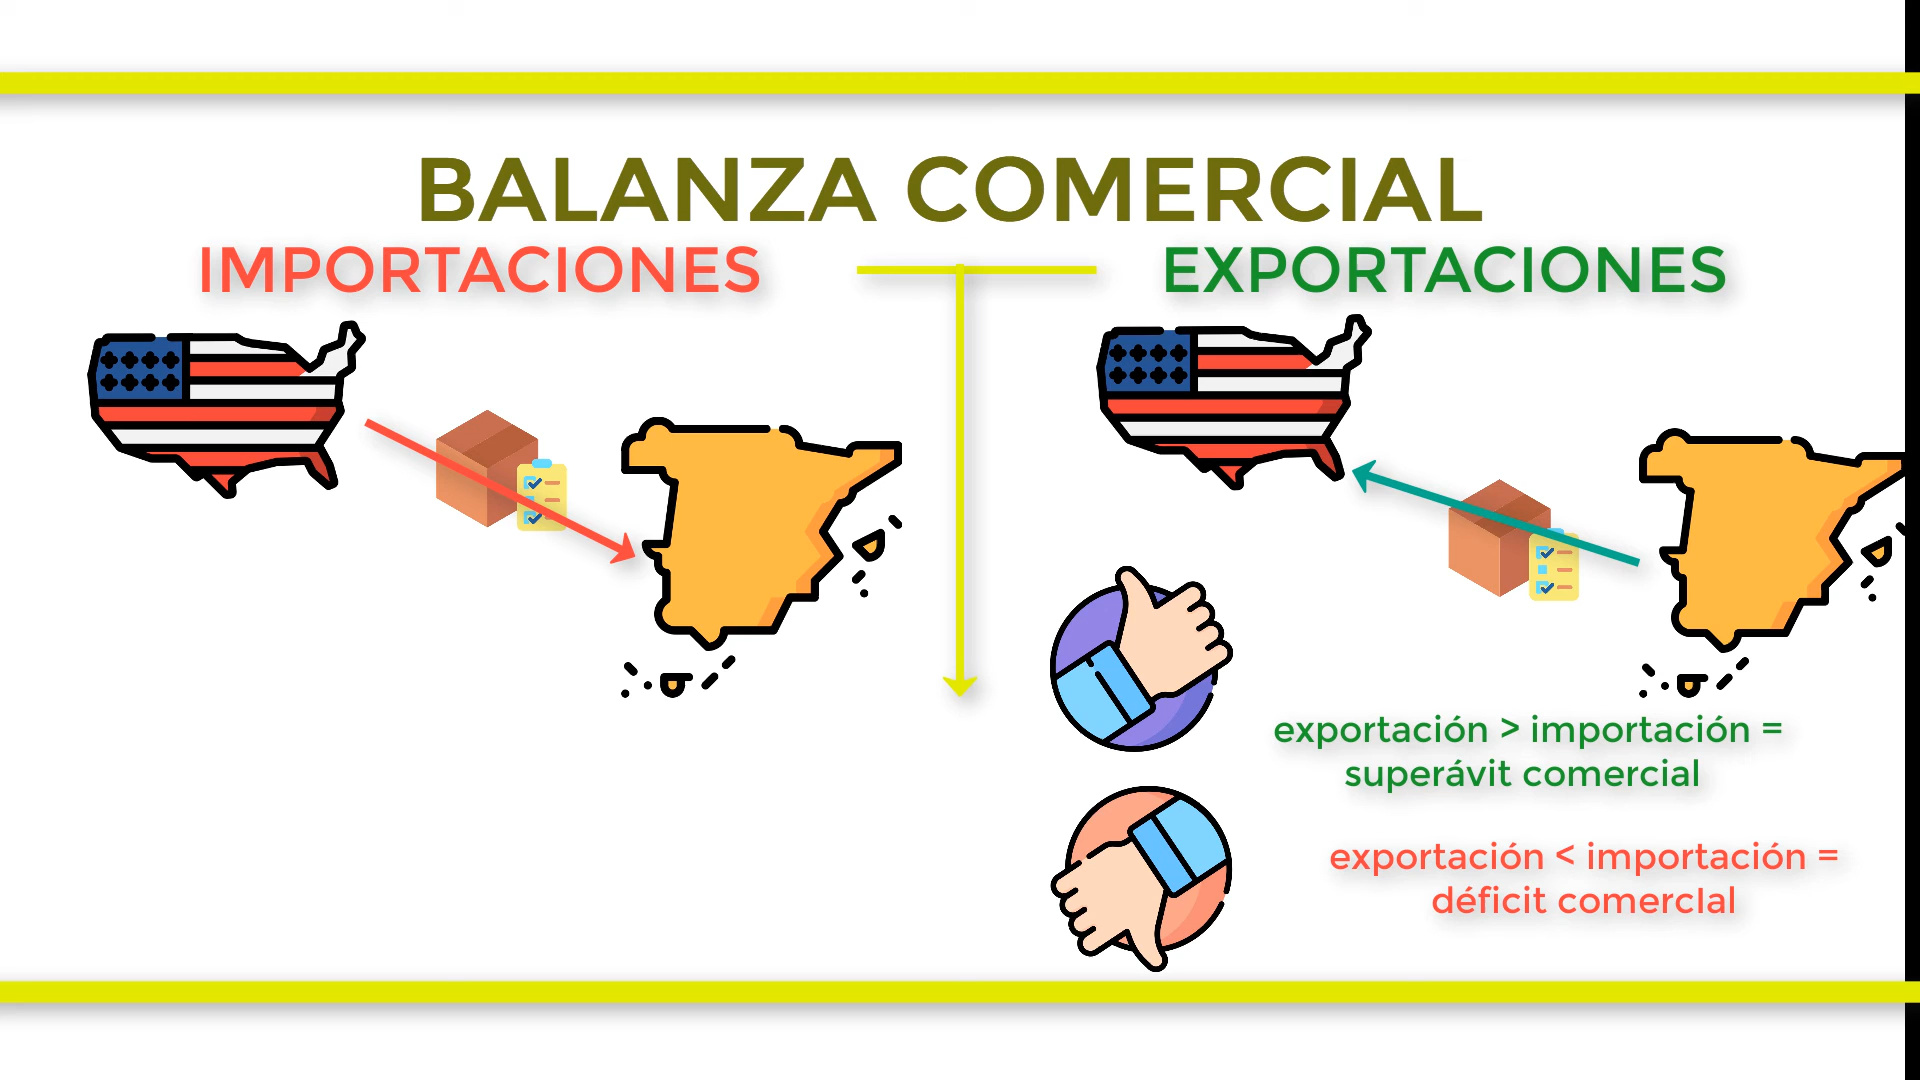 BALANZA COMERCIAL
IMPORTACIONES
EXPORTACIONES
exportación > importación =
superávit comercial
exportación < importación =
déficit comercIal